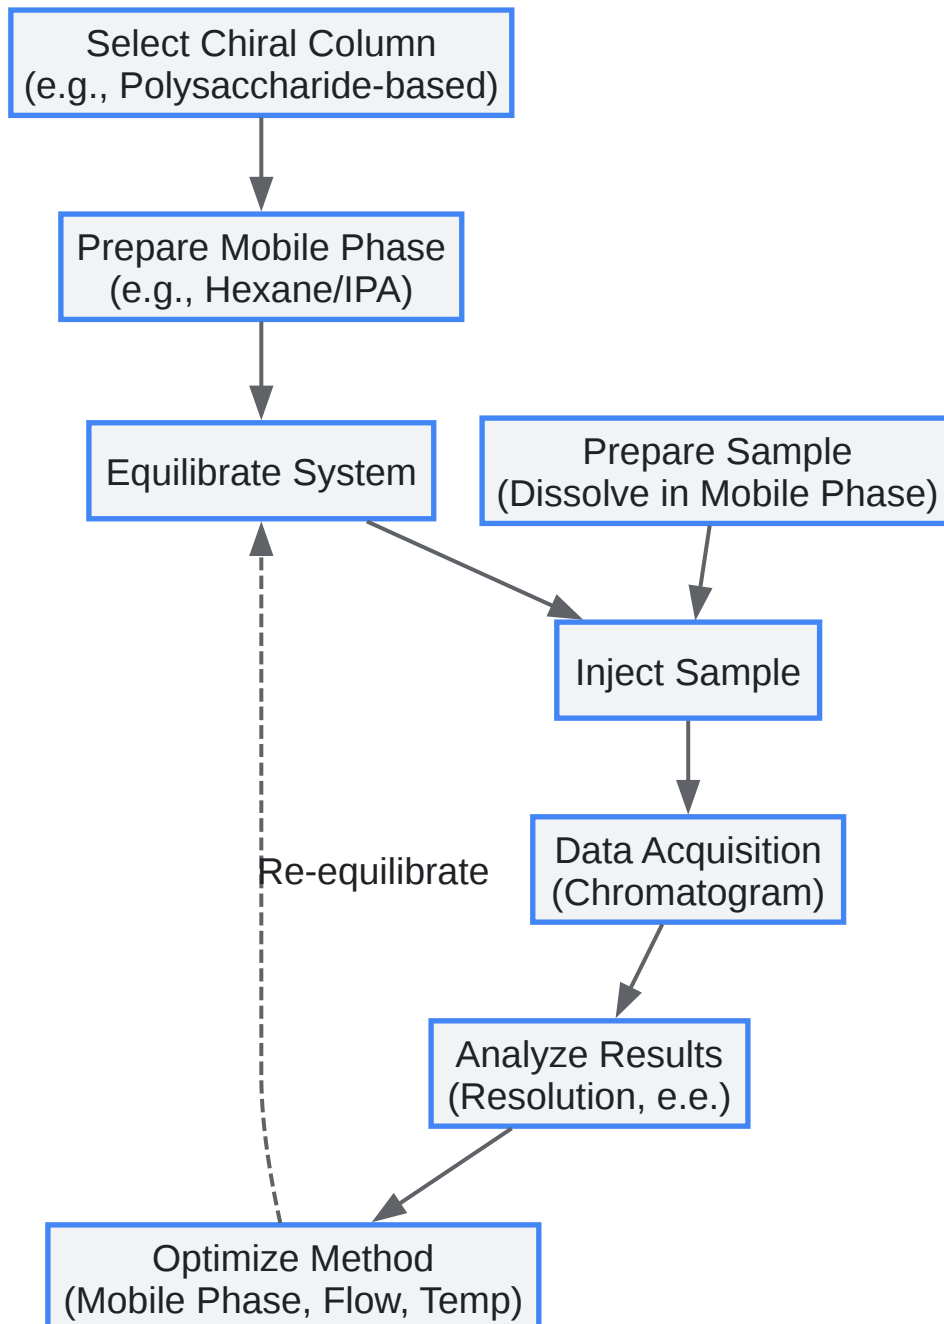 Select Chiral Column
(e.g., Polysaccharide-based)
Prepare Mobile Phase
(e.g., Hexane/IPA)
Equilibrate System
Prepare Sample
(Dissolve in Mobile Phase)
Inject Sample
Data Acquisition
(Chromatogram)
Re-equilibrate
Analyze Results
(Resolution, e.e.)
Optimize Method
(Mobile Phase, Flow, Temp)